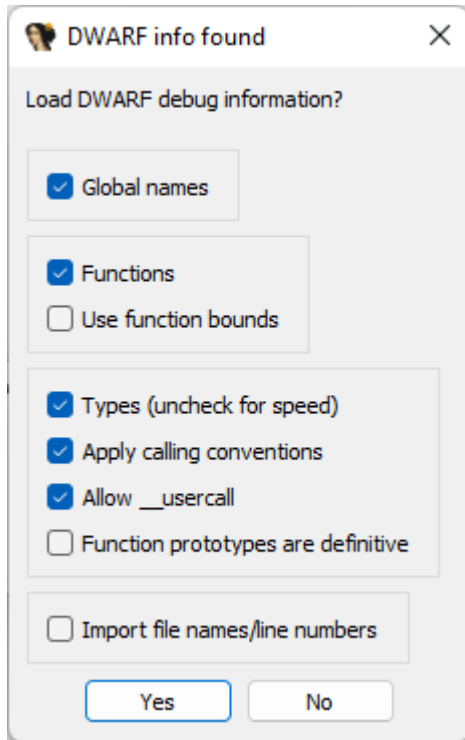 DWARF info found
Load DWARF debug information?
Global names
Functions
Use function bounds
Types (uncheck for speed)
Apply calling conventions
Allow __usercall
Function prototypes are definitive
Import file names/line numbers
Yes No